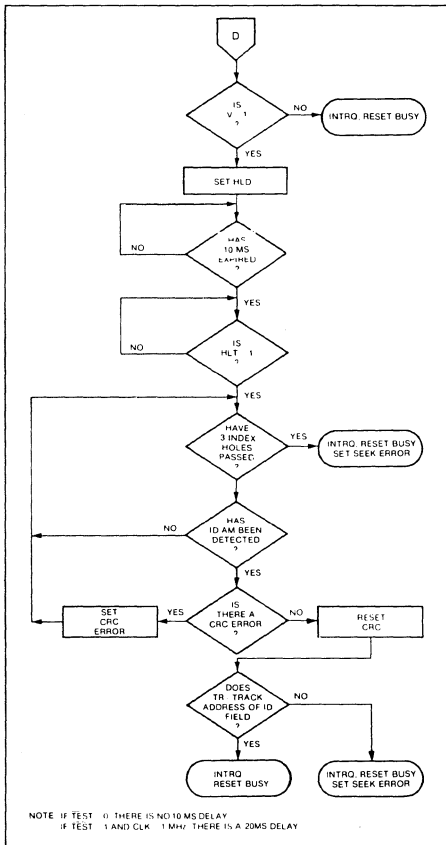 D
IS
V 1
?
NO
INTRQ. RESET BUSY
YES
SET HLD
HAS
10 MS
EXPIRED
?
NO
YES
IS
HLT 1
?
NO
YES
HAVE
3 INDEX
HOLES
PASSED
?
YES
INTRQ. RESET BUSY
SET SEEK ERROR
HAS
ID AM BEEN
DETECTED
?
NO
YES
IS
THERE A
CRC ERROR
?
YES
SET
CRC
ERROR
NO
RESET
CRC
DOES
TR TRACK
ADDRESS OF ID
FIELD
?
NO
YES
INTRQ
RESET BUSY
INTRQ. RESET BUSY
SET SEEK ERROR
NOTE IF TEST 0 THERE IS NO 10 MS DELAY
IF TEST 1 AND CLK 1 MHz THERE IS A 20MS DELAY